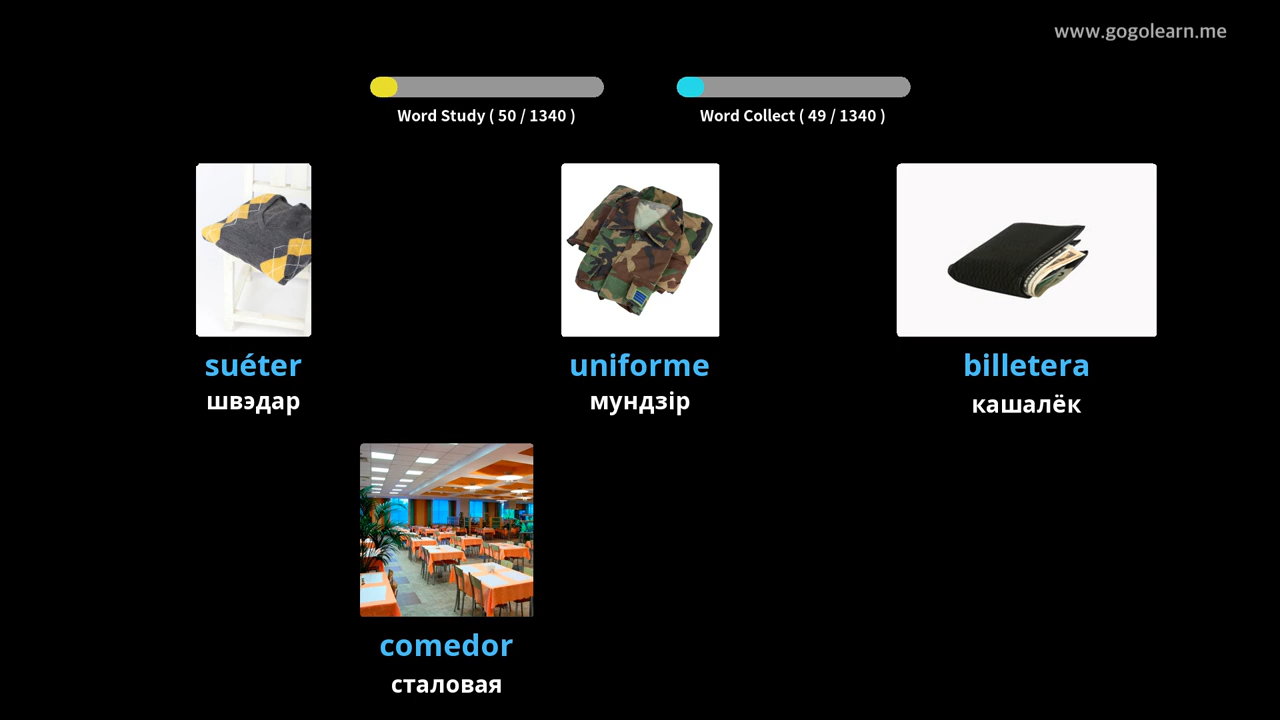 www.gogolearn.me
Word Study ( 50 / 1340 )
Word Collect ( 49 / 1340 )
suéter
швэдар
uniforme
мундзір
billetera
кашалёк
comedor
сталовая